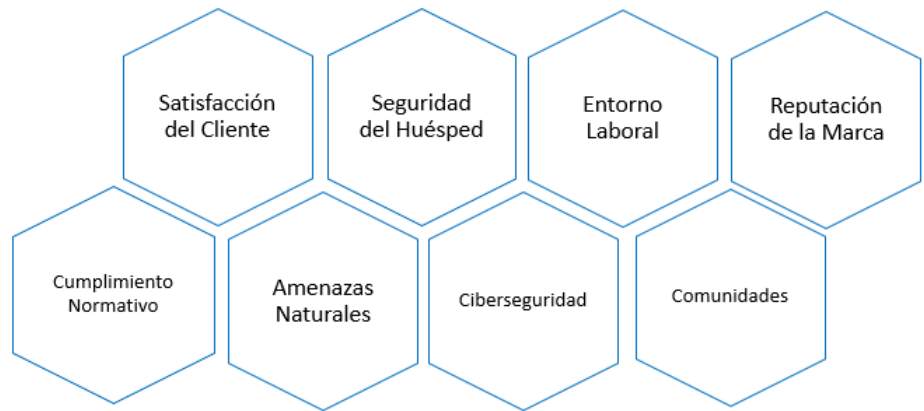 Satisfacción
del Cliente
Seguridad
del Huésped
Entorno
Laboral
Reputación
de la Marca
Cumplimiento
Normativo
Amenazas
Naturales
Ciberseguridad
Comunidades